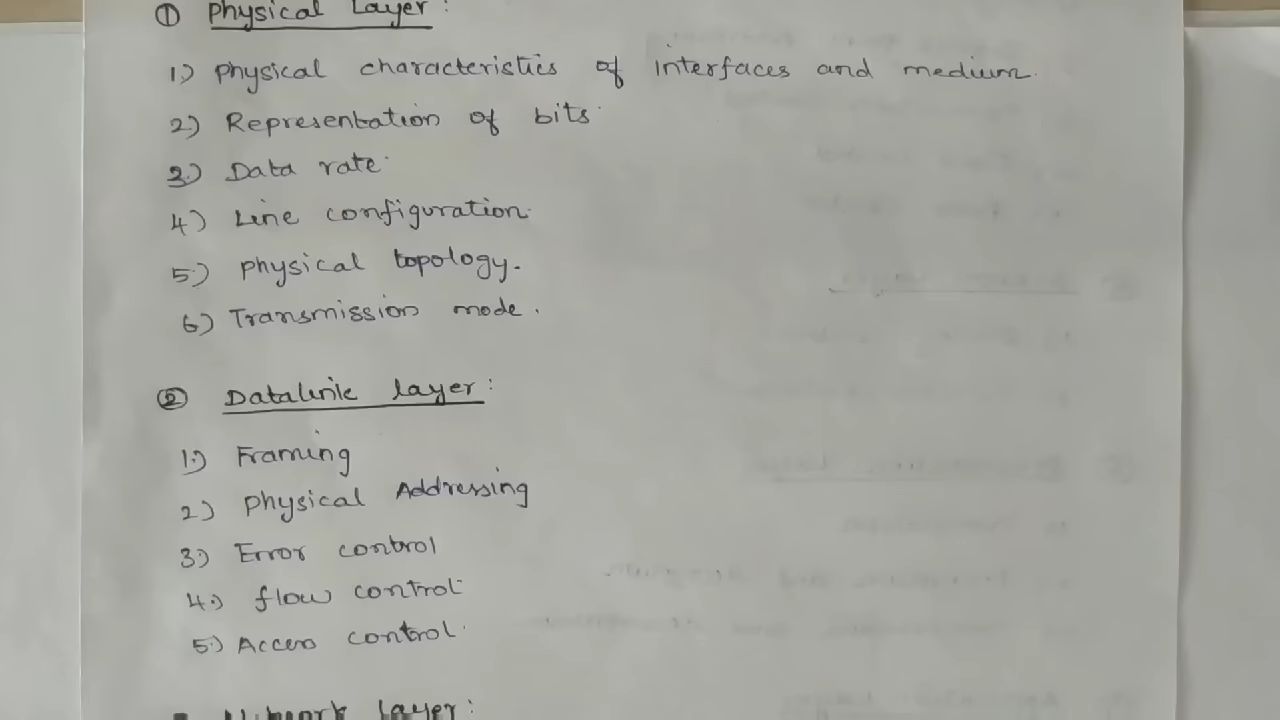 ① Physical Layer:
1.) Physical characteristics of interfaces and medium.
2.) Representation of bits.
3.) Data rate.
4.) Line configuration.
5.) Physical topology.
6.) Transmission mode.
② Datalink layer:
1.) Framing
2.) Physical Addressing
3.) Error control
4.) flow control.
5.) Access control.
Network layer: